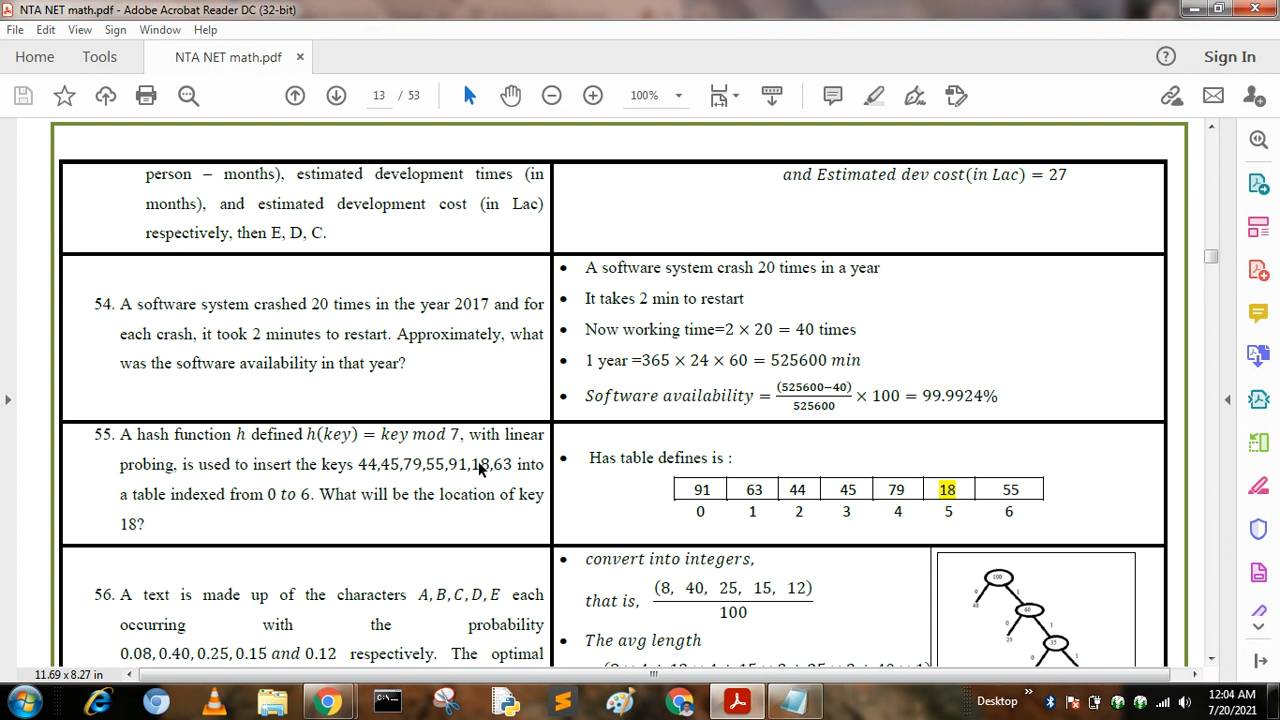 NTA NET math.pdf - Adobe Acrobat Reader DC (32-bit)
File Edit View Sign Window Help
Home Tools NTA NET math.pdf × Sign In
13 / 53 100%
person – months), estimated development times (in
months), and estimated development cost (in Lac)
respectively, then E, D, C.
and Estimated dev cost(in Lac) = 27
54. A software system crashed 20 times in the year 2017 and for
each crash, it took 2 minutes to restart. Approximately, what
was the software availability in that year?
• A software system crash 20 times in a year
• It takes 2 min to restart
• Now working time=2 × 20 = 40 times
• 1 year =365 × 24 × 60 = 525600 min
• Software availability = (525600−40)/525600 × 100 = 99.9924%
55. A hash function h defined h(key) = key mod 7, with linear
probing, is used to insert the keys 44,45,79,55,91,18,63 into
a table indexed from 0 to 6. What will be the location of key
18?
• Has table defines is :
91 63 44 45 79 18 55
0 1 2 3 4 5 6
56. A text is made up of the characters A, B, C, D, E each
occurring with the probability
0.08, 0.40, 0.25, 0.15 and 0.12 respectively. The optimal
• convert into integers,
that is, (8, 40, 25, 15, 12)/100
• The avg length
100
0 1
40 60
0 1
25 35
11.69 x 8.27 in
Desktop » 12:04 AM
7/20/2021